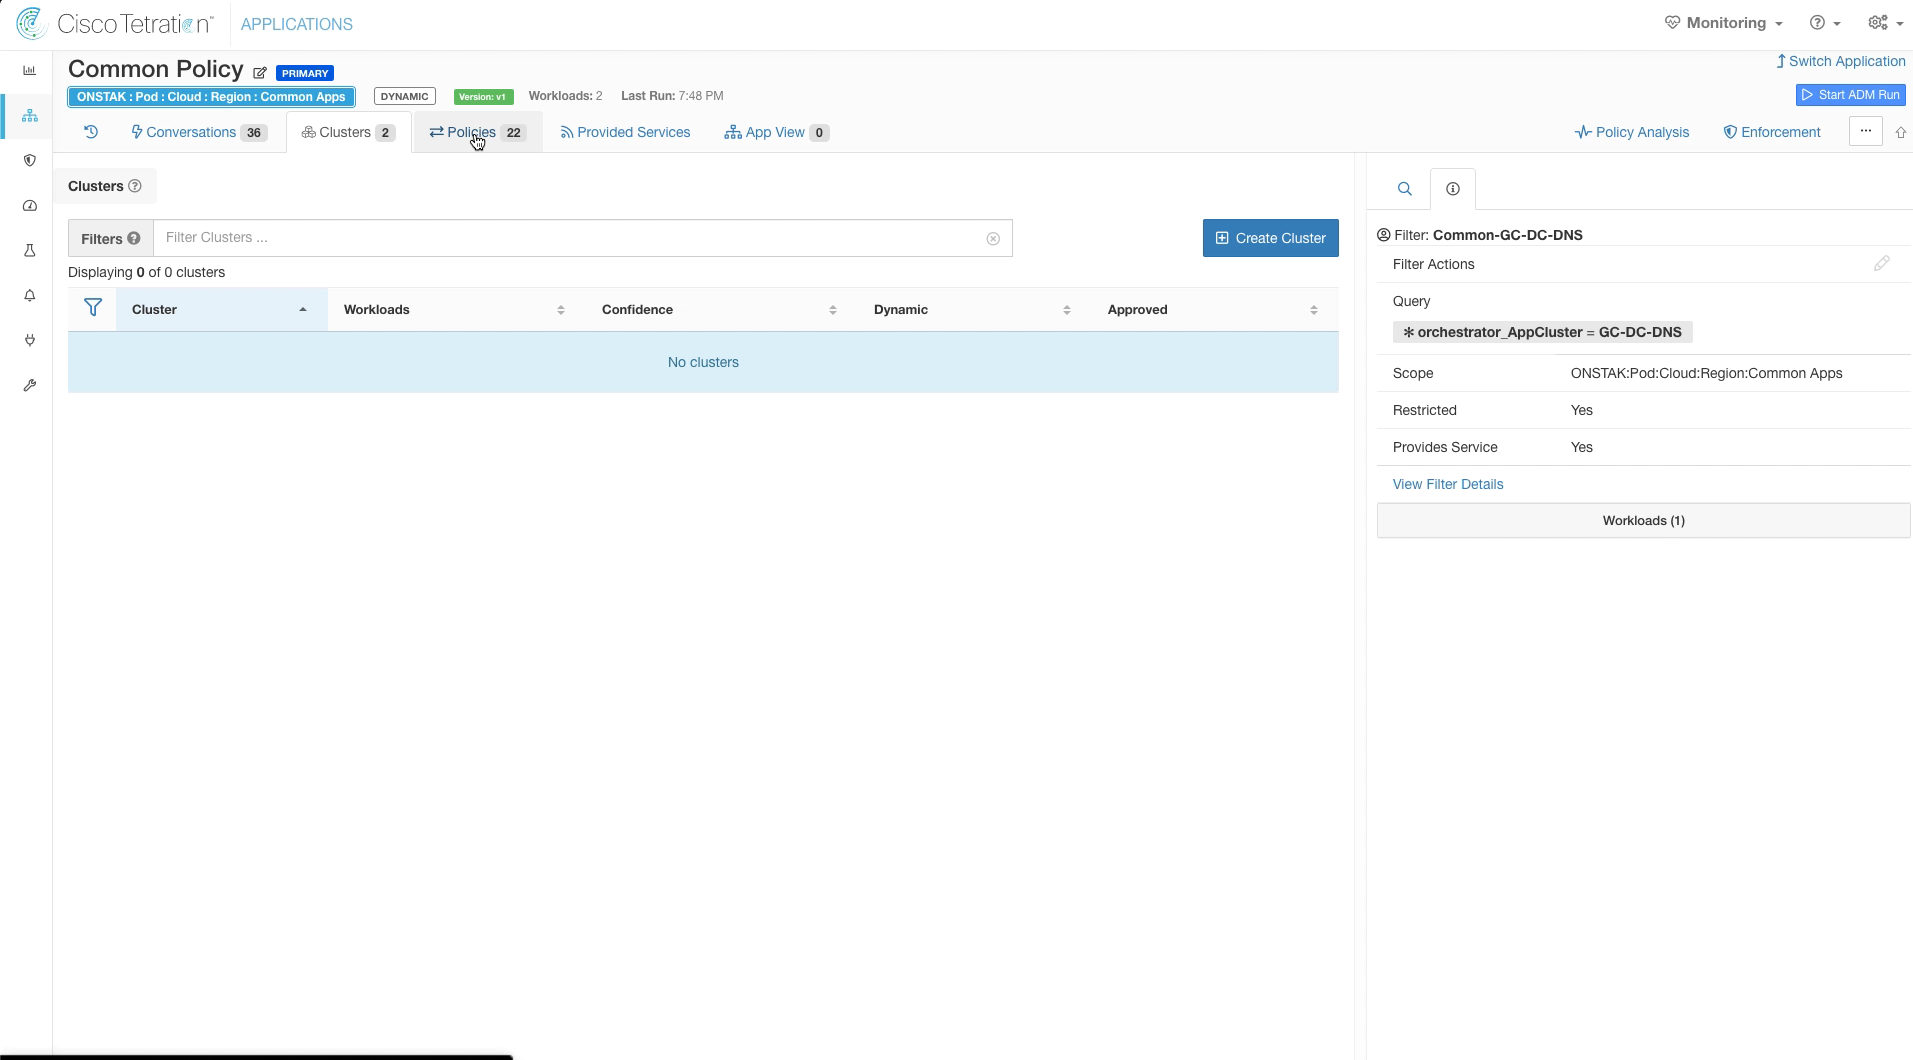 Cisco Tetration™ APPLICATIONS Monitoring
Common Policy PRIMARY Switch Application
ONSTAK : Pod : Cloud : Region : Common Apps DYNAMIC Version: v1 Workloads: 2 Last Run: 7:48 PM Start ADM Run
Conversations 36 Clusters 2 Policies 22 Provided Services App View 0 Policy Analysis Enforcement ...
Clusters
Filters Filter Clusters ... Create Cluster
Displaying 0 of 0 clusters
Cluster Workloads Confidence Dynamic Approved
No clusters
Filter: Common-GC-DC-DNS
Filter Actions
Query
* orchestrator_AppCluster = GC-DC-DNS
Scope ONSTAK:Pod:Cloud:Region:Common Apps
Restricted Yes
Provides Service Yes
View Filter Details
Workloads (1)